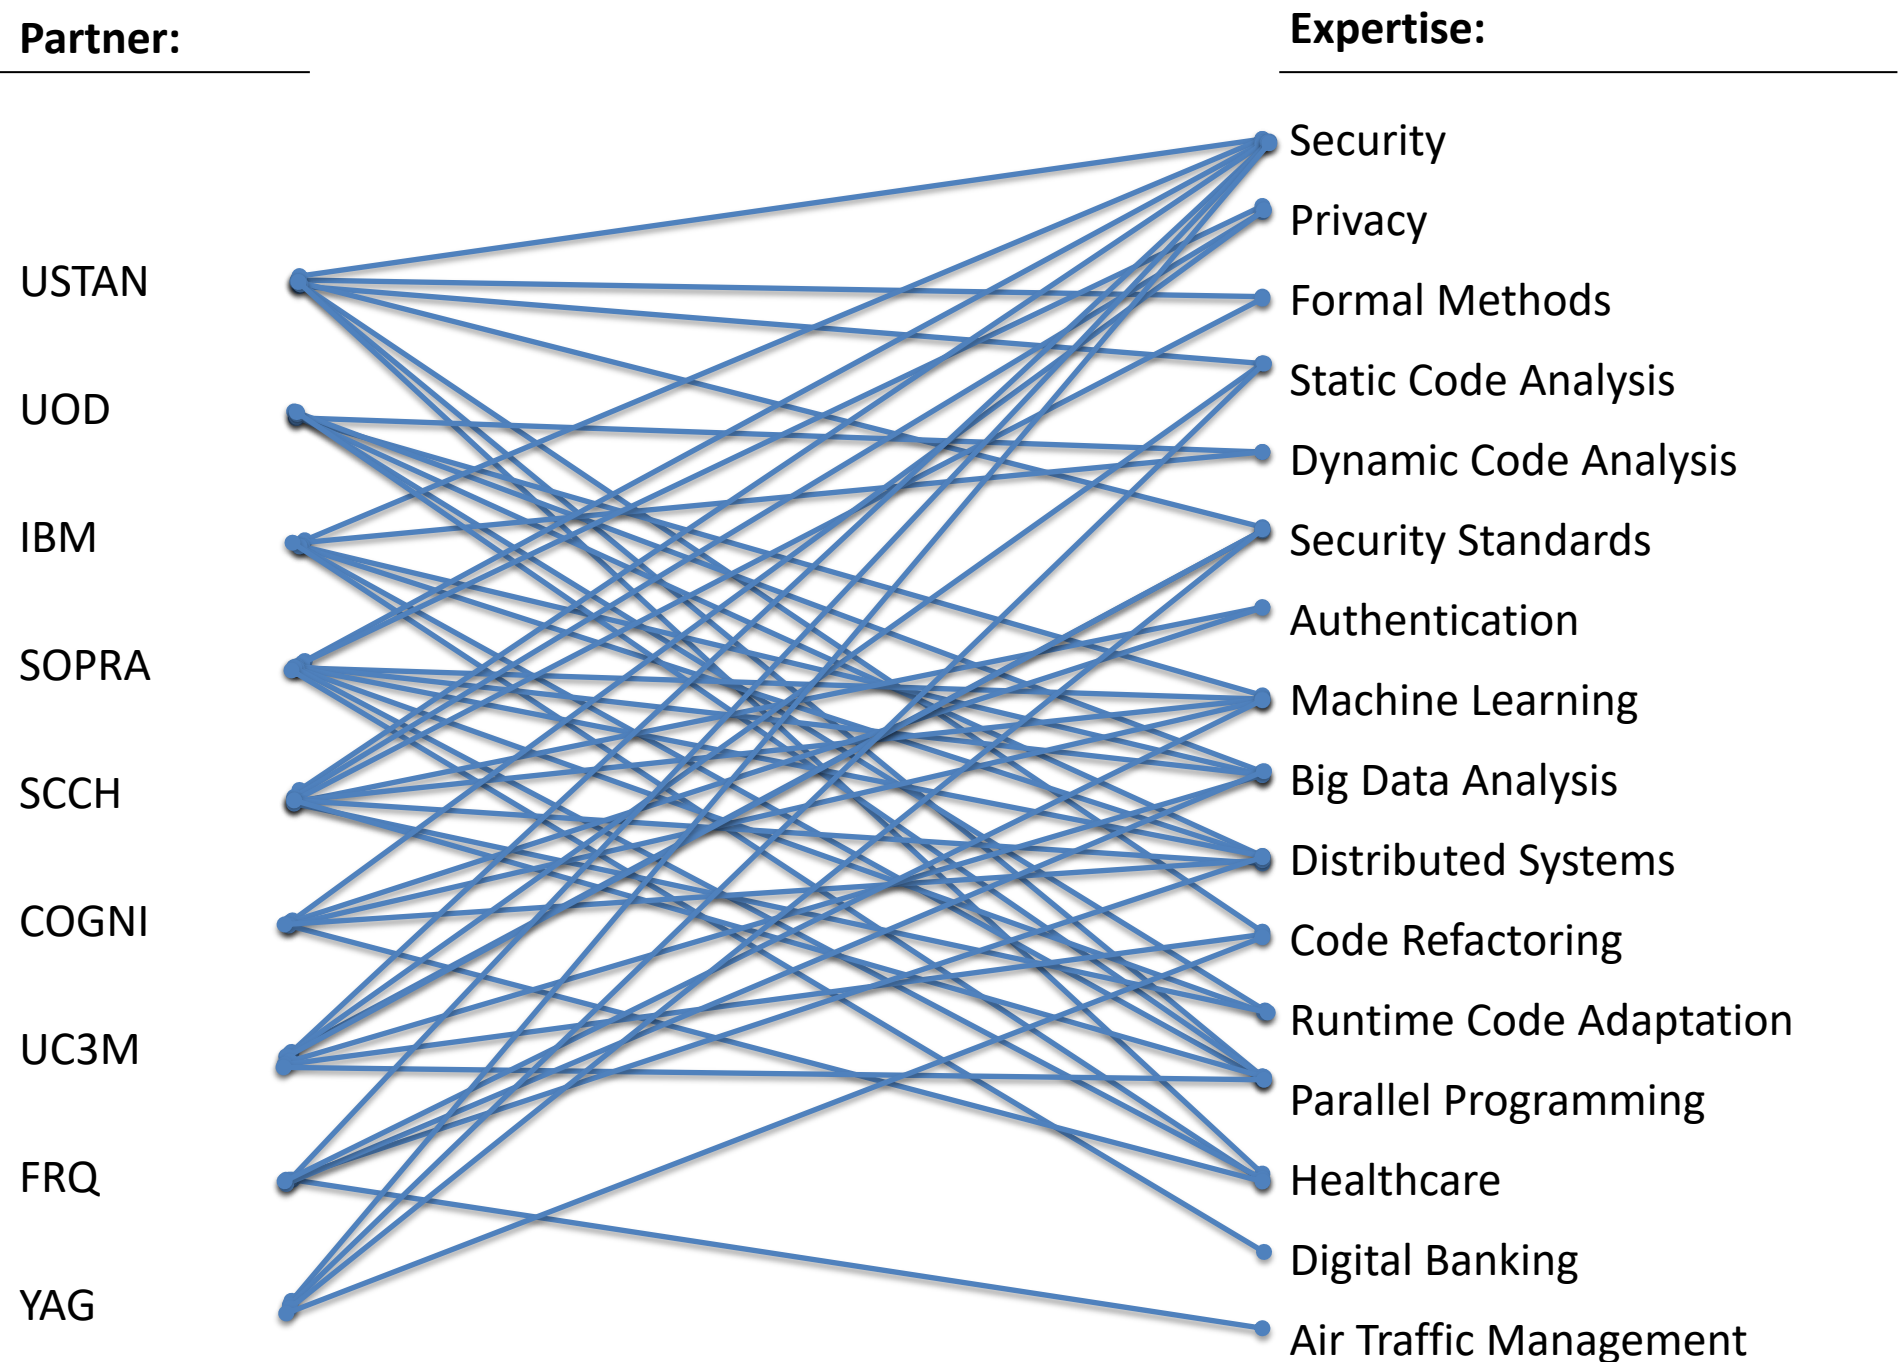 Partner:
USTAN
UOD
IBM
SOPRA
SCCH
COGNI
UC3M
FRQ
YAG
Expertise:
Security
Privacy
Formal Methods
Static Code Analysis
Dynamic Code Analysis
Security Standards
Authentication
Machine Learning
Big Data Analysis
Distributed Systems
Code Refactoring
Runtime Code Adaptation
Parallel Programming
Healthcare
Digital Banking
Air Traffic Management